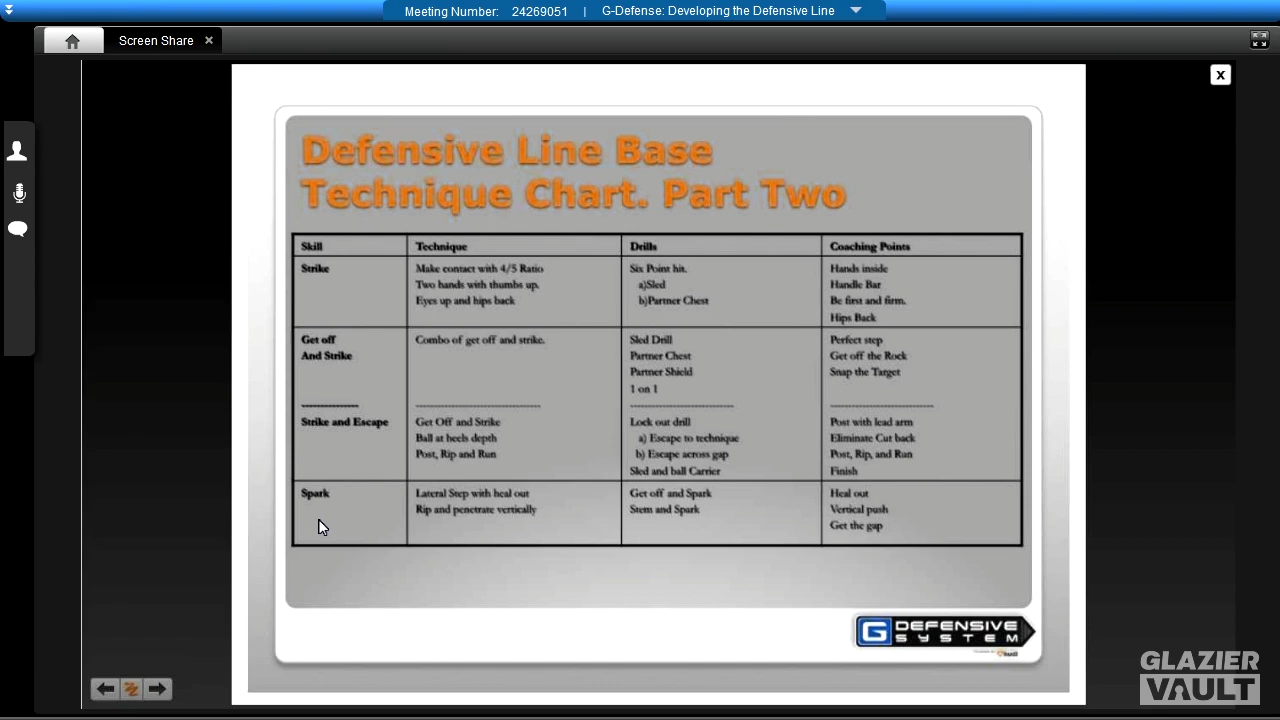 Meeting Number: 24269051 | G-Defense: Developing the Defensive Line
Screen Share
Defensive Line Base
Technique Chart. Part Two
Skill Technique Drills Coaching Points
Strike Make contact with 4/5 Ratio Six Point hit. Hands inside
Two hands with thumbs up. a)Sled Handle Bar
Eyes up and hips back b)Partner Chest Be first and firm.
Hips Back
Get off Combo of get off and strike. Sled Drill Perfect step
And Strike Partner Chest Get off the Rock
Partner Shield Snap the Target
1 on 1
Strike and Escape Get Off and Strike Lock out drill Post with lead arm
Ball at heels depth a) Escape to technique Eliminate Cut back
Post, Rip and Run b) Escape across gap Post, Rip, and Run
Sled and ball Carrier Finish
Spark Lateral Step with heal out Get off and Spark Heal out
Rip and penetrate vertically Stem and Spark Vertical push
Get the gap
G DEFENSIVE
SYSTEM
GLAZIER
VAULT